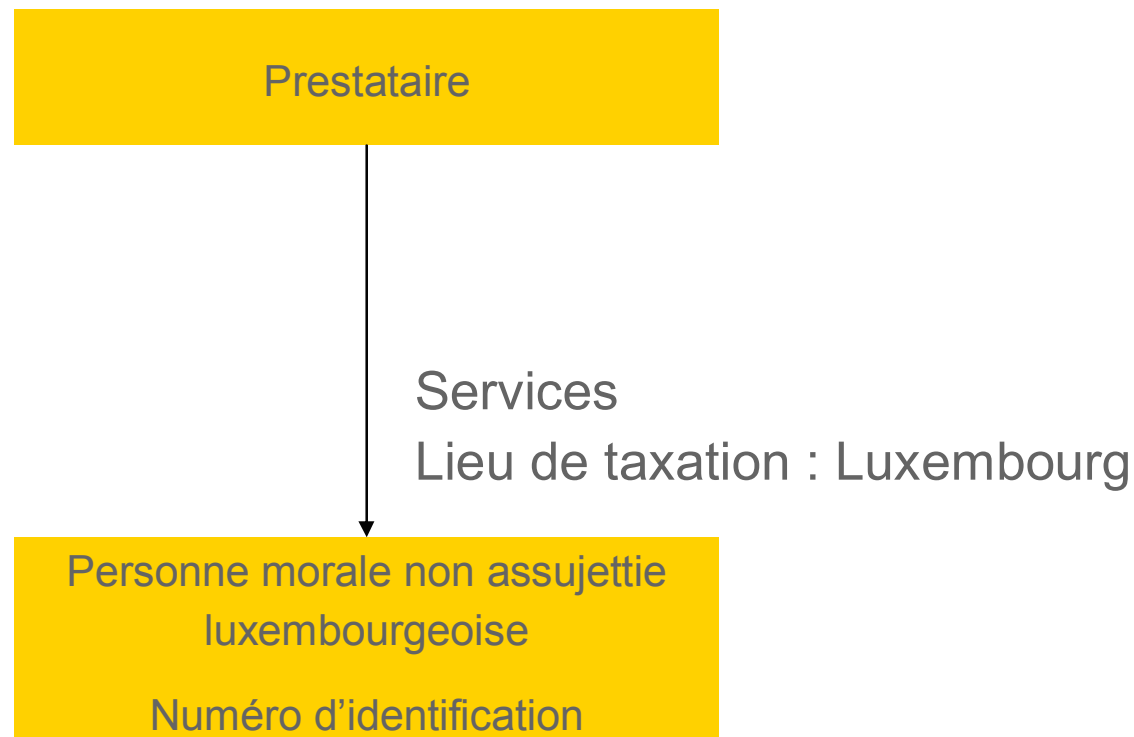 Prestataire
Services
Lieu de taxation : Luxembourg
Personne morale non assujettie
luxembourgeoise
Numéro d’identification